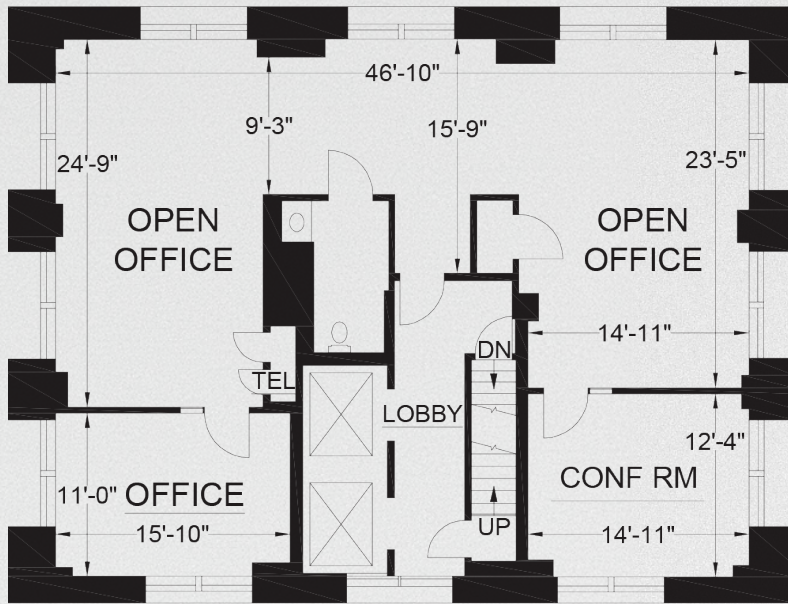 46'-10"
9'-3"
15'-9"
24'-9"
23'-5"
OPEN
OFFICE
OPEN
OFFICE
14'-11"
DN
TEL
LOBBY
12'-4"
11'-0"
OFFICE
CONF RM
UP
15'-10"
14'-11"